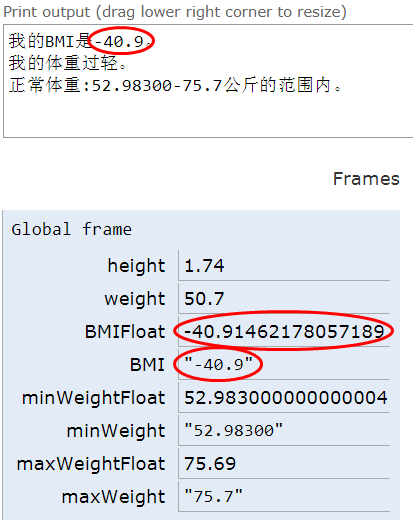 Print output (drag lower right corner to resize)
我的BMI是-40.9。
我的体重过轻。
正常体重:52.98300-75.7公斤的范围内。
Frames
Global frame
height 1.74
weight 50.7
BMIFloat -40.91462178057189
BMI "-40.9"
minWeightFloat 52.983000000000004
minWeight "52.98300"
maxWeightFloat 75.69
maxWeight "75.7"